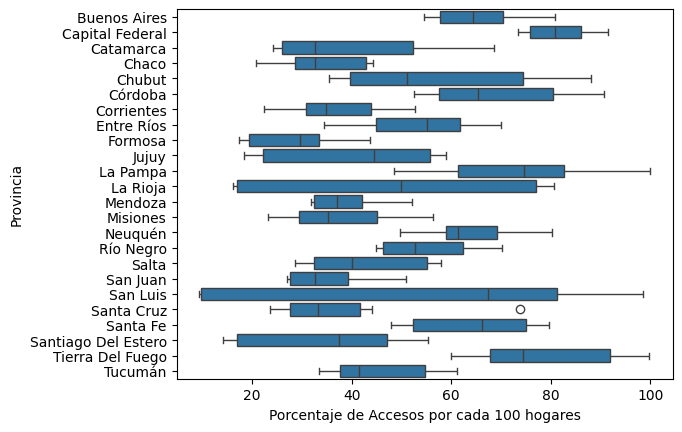 Provincia
Buenos Aires
Capital Federal
Catamarca
Chaco
Chubut
Córdoba
Corrientes
Entre Ríos
Formosa
Jujuy
La Pampa
La Rioja
Mendoza
Misiones
Neuquén
Río Negro
Salta
San Juan
San Luis
Santa Cruz
Santa Fe
Santiago Del Estero
Tierra Del Fuego
Tucumán
20 40 60 80 100
Porcentaje de Accesos por cada 100 hogares